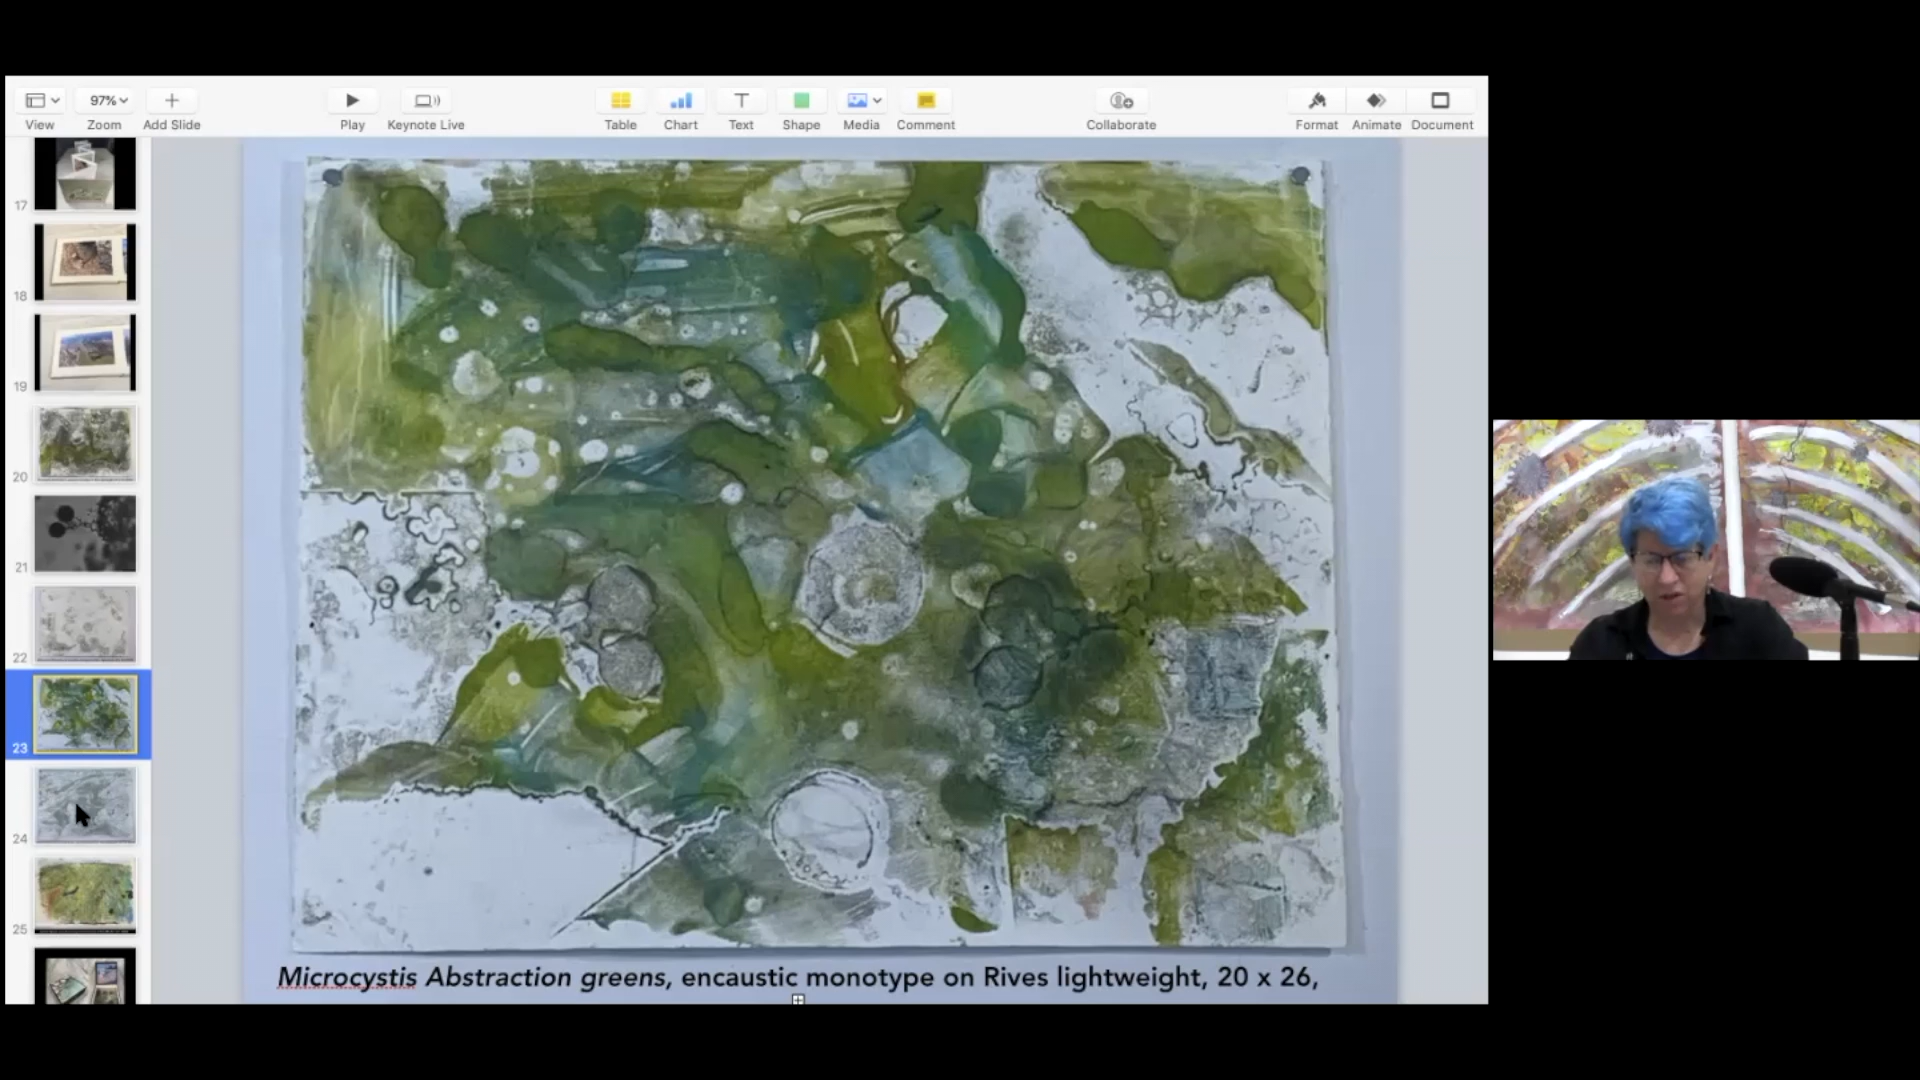 97%
View
Zoom
Add Slide
Play
Keynote Live
Table
Chart
Text
Shape
Media
Comment
Collaborate
Format
Animate
Document
17
18
19
20
21
22
23
24
25
Microcystis Abstraction greens, encaustic monotype on Rives lightweight, 20 x 26,